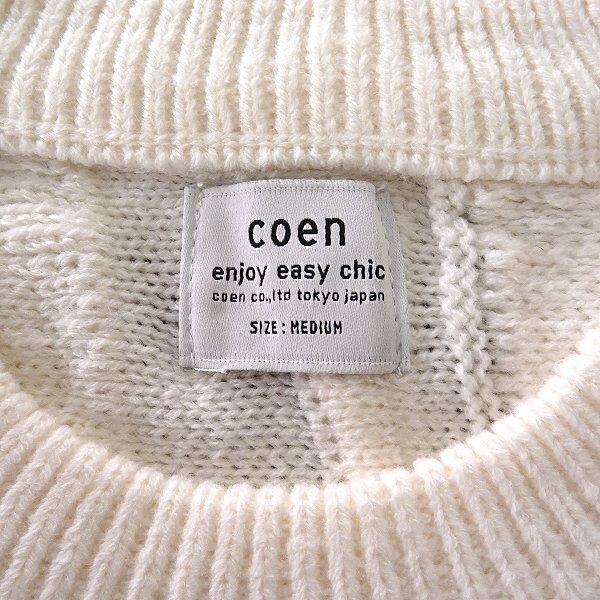 coen
enjoy easy chic
coen co.,ltd tokyo japan
SIZE : MEDIUM